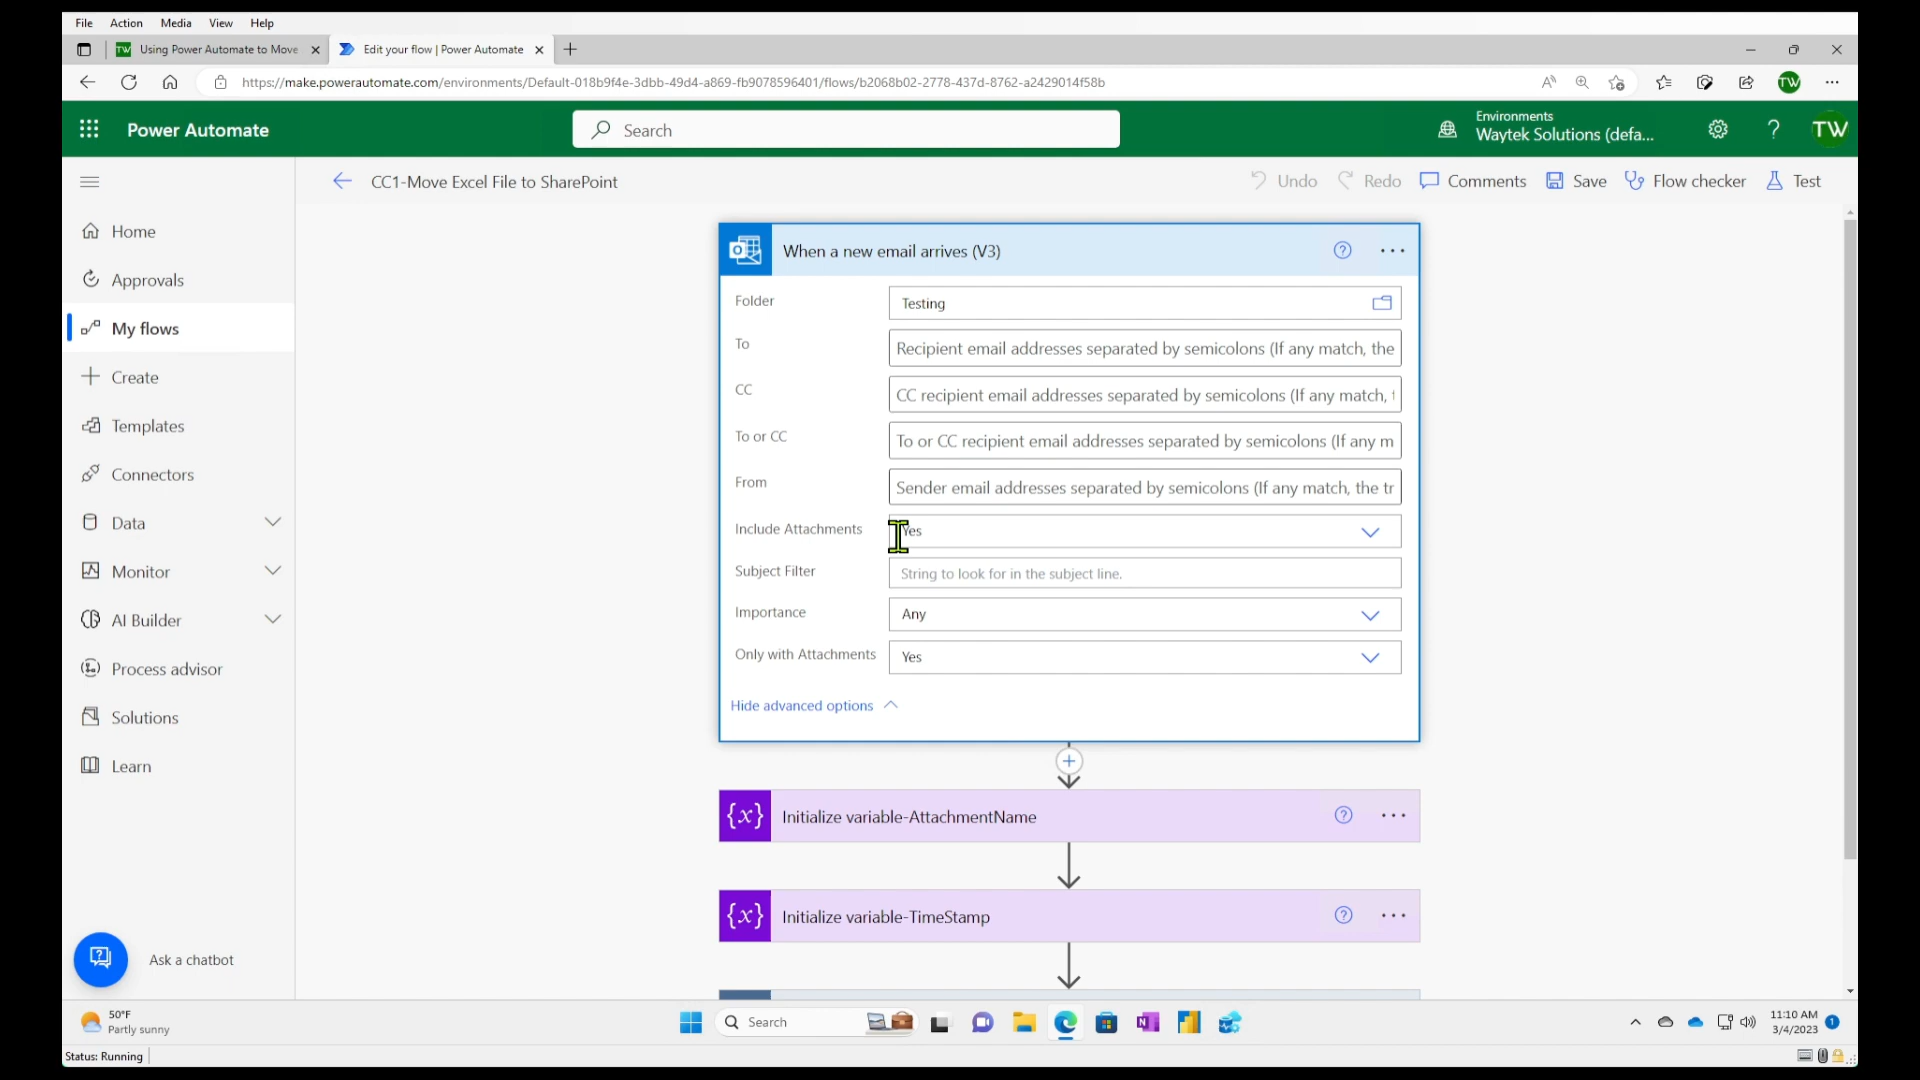 File Action Media View Help
Using Power Automate to Move
Edit your flow | Power Automate
https://make.powerautomate.com/environments/Default-018b9f4e-3dbb-49d4-a869-fb9078596401/flows/b2068b02-2778-437d-8762-a2429014f58b
TW
Power Automate
Search
Environments
Waytek Solutions (defa...
TW
CC1-Move Excel File to SharePoint
Undo Redo Comments Save Flow checker Test
Home
Approvals
My flows
Create
Templates
Connectors
Data
Monitor
AI Builder
Process advisor
Solutions
Learn
Ask a chatbot
When a new email arrives (V3)
Folder Testing
To Recipient email addresses separated by semicolons (If any match, the
CC CC recipient email addresses separated by semicolons (If any match, t
To or CC To or CC recipient email addresses separated by semicolons (If any m
From Sender email addresses separated by semicolons (If any match, the tr
Include Attachments Yes
Subject Filter String to look for in the subject line.
Importance Any
Only with Attachments Yes
Hide advanced options
{x} Initialize variable-AttachmentName
{x} Initialize variable-TimeStamp
50°F
Partly sunny
Search
11:10 AM
3/4/2023
1
Status: Running